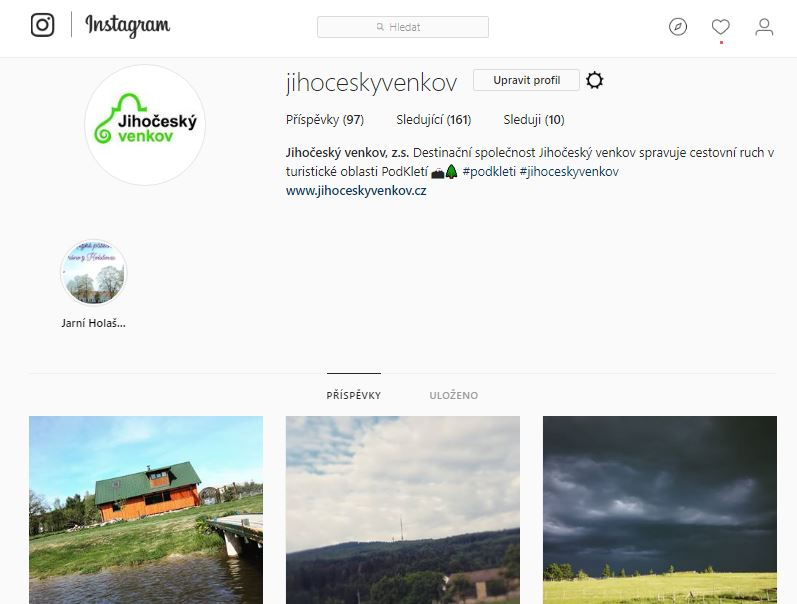 Instagram
Hledat
jihoceskyvenkov Upravit profil
Příspěvky (97) Sledující (161) Sleduji (10)
Jihočeský venkov, z.s. Destinační společnost Jihočeský venkov spravuje cestovní ruch v
turistické oblasti PodKletí 🏔🌲 #podkleti #jihoceskyvenkov
www.jihoceskyvenkov.cz
Jihočeský
venkov
Jarní Holaš...
PŘÍSPĚVKY ULOŽENO